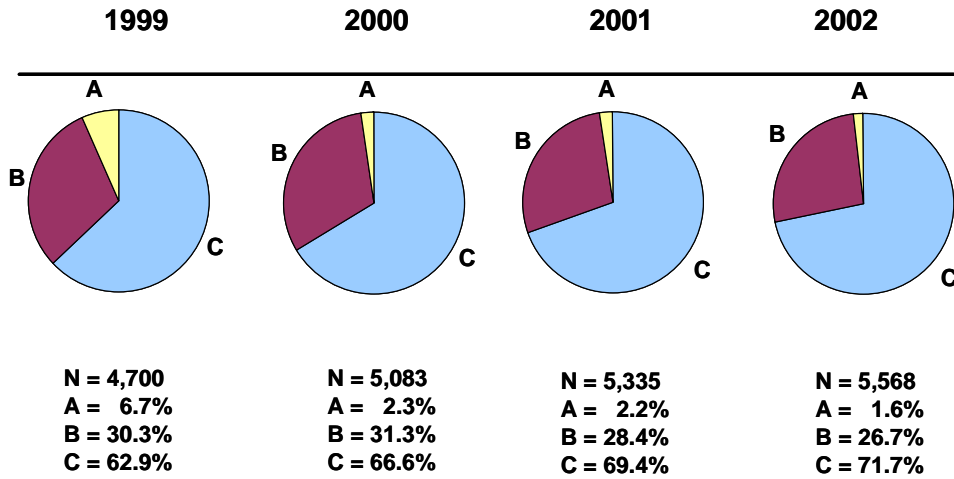 1999 2000 2001 2002
A A A A
B B B B
C C C C
N = 4,700 N = 5,083 N = 5,335 N = 5,568
A = 6.7% A = 2.3% A = 2.2% A = 1.6%
B = 30.3% B = 31.3% B = 28.4% B = 26.7%
C = 62.9% C = 66.6% C = 69.4% C = 71.7%